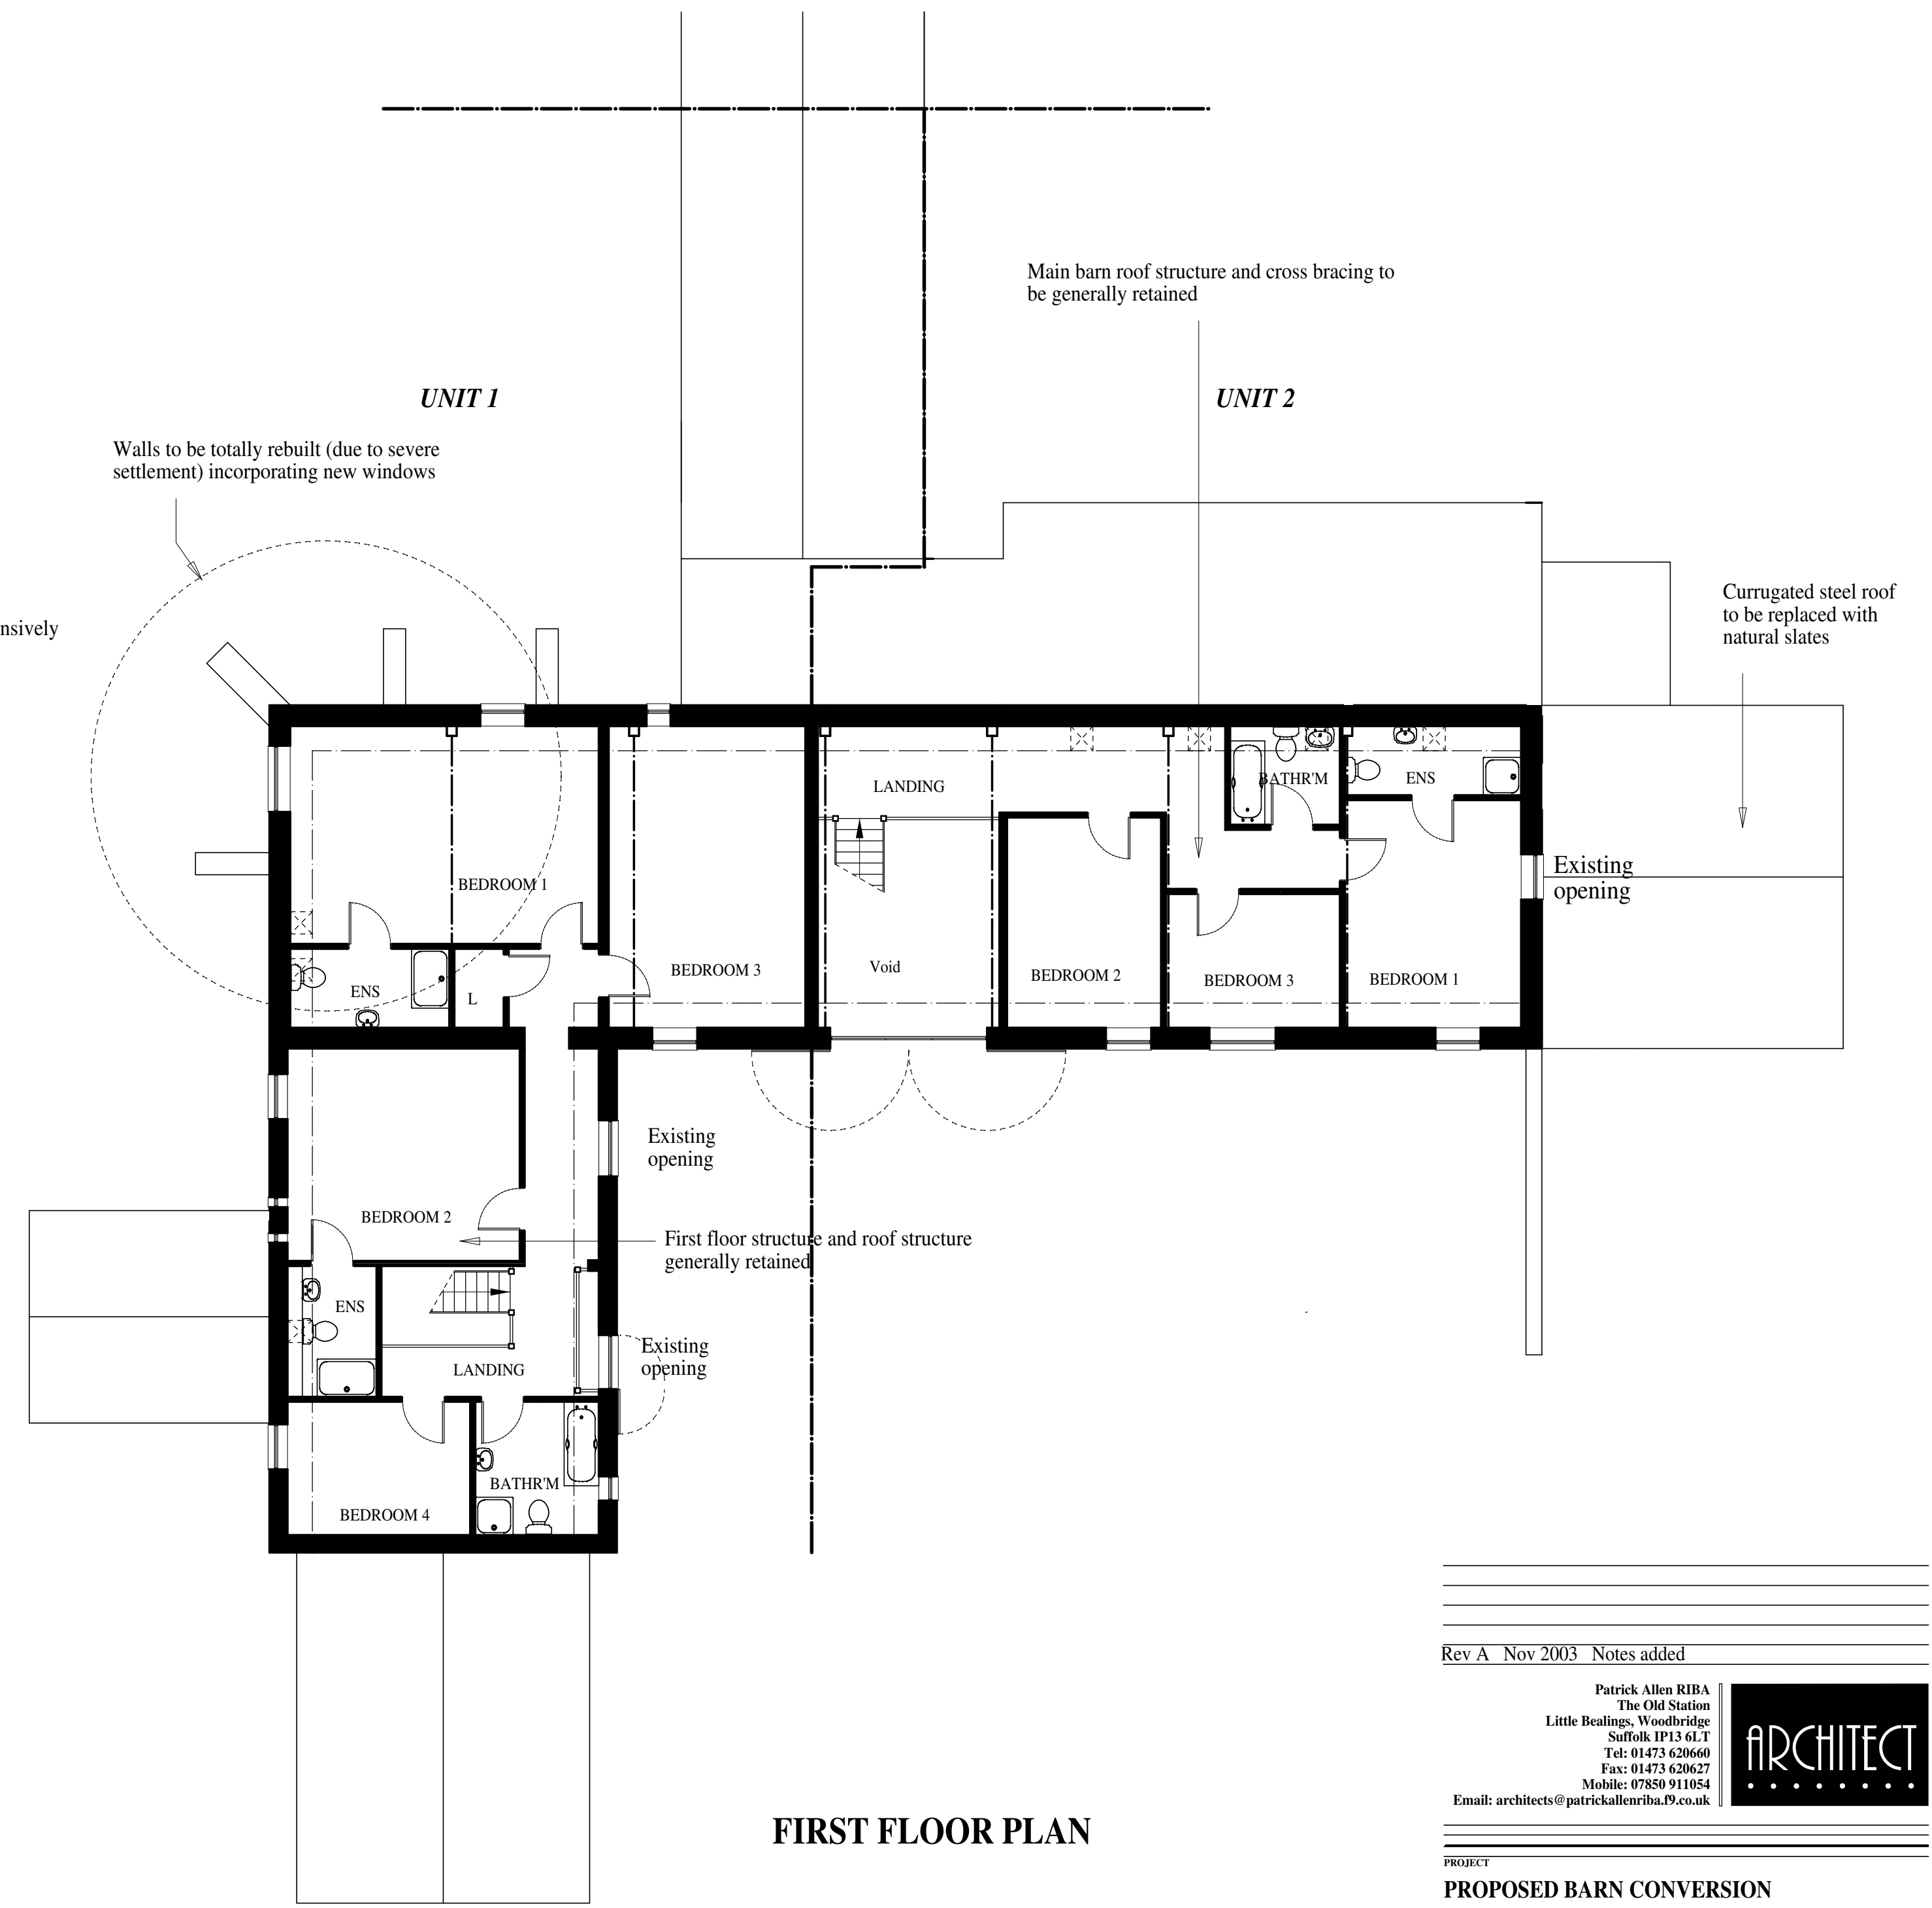 Main barn roof structure and cross bracing to
be generally retained
UNIT 1
UNIT 2
Walls to be totally rebuilt (due to severe
settlement) incorporating new windows
Currugated steel roof
to be replaced with
natural slates
nsively
LANDING
BATHR'M
ENS
BEDROOM 1
Existing
opening
ENS
L
BEDROOM 3
Void
BEDROOM 2
BEDROOM 3
BEDROOM 1
Existing
opening
BEDROOM 2
First floor structure and roof structure
generally retained
ENS
LANDING
Existing
opening
BATHR'M
BEDROOM 4
Rev A Nov 2003 Notes added
Patrick Allen RIBA
The Old Station
Little Bealings, Woodbridge
Suffolk IP13 6LT
Tel: 01473 620660
Fax: 01473 620627
Mobile: 07850 911054
Email: architects@patrickallenriba.f9.co.uk
ARCHITECT
FIRST FLOOR PLAN
PROJECT
PROPOSED BARN CONVERSION